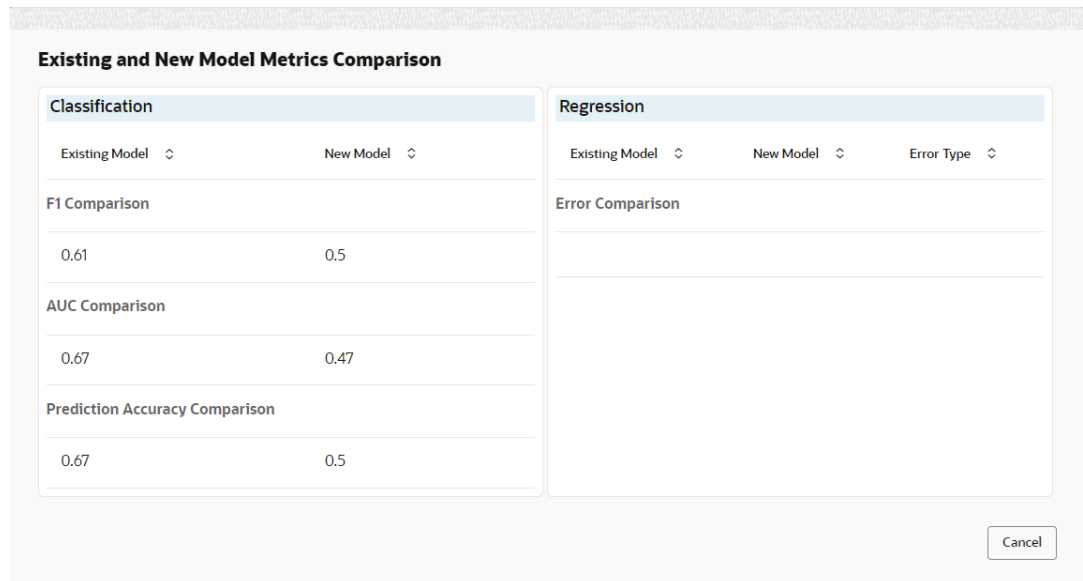 Existing and New Model Metrics Comparison
Classification
Existing Model New Model
F1 Comparison
0.61 0.5
AUC Comparison
0.67 0.47
Prediction Accuracy Comparison
0.67 0.5
Regression
Existing Model New Model Error Type
Error Comparison
Cancel